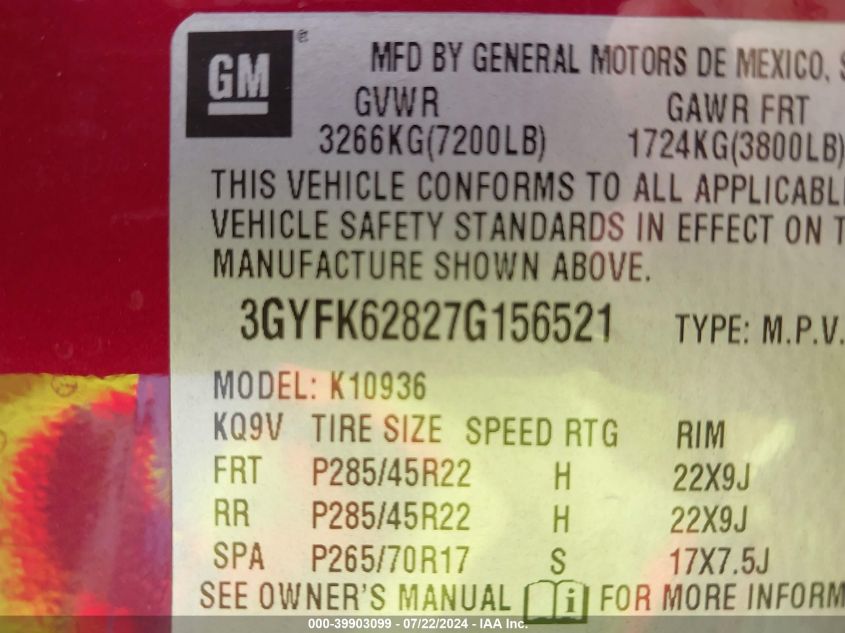 GM ®
MFD BY GENERAL MOTORS DE MEXICO, S
GVWR GAWR FRT
3266KG(7200LB) 1724KG(3800LB)
THIS VEHICLE CONFORMS TO ALL APPLICABL
VEHICLE SAFETY STANDARDS IN EFFECT ON T
MANUFACTURE SHOWN ABOVE.
3GYFK62827G156521 TYPE: M.P.V.
MODEL: K10936
KQ9V TIRE SIZE SPEED RTG RIM
FRT P285/45R22 H 22X9J
RR P285/45R22 H 22X9J
SPA P265/70R17 S 17X7.5J
SEE OWNER'S MANUAL i FOR MORE INFORM
000-39903099 / 07/22/2024 - IAA Inc.